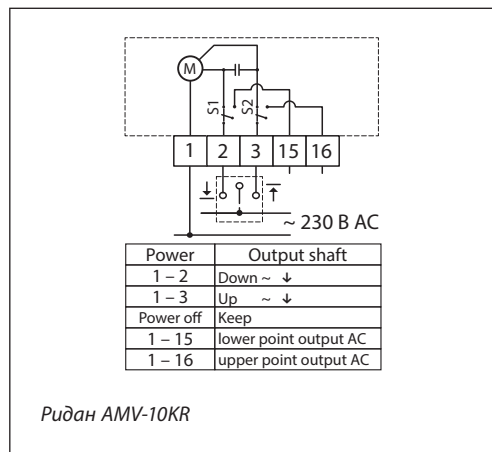 M
S1
S2
1 2 3 15 16
~ 230 В AC
Power Output shaft
1 – 2 Down ~ ↓
1 – 3 Up ~ ↓
Power off Keep
1 – 15 lower point output AC
1 – 16 upper point output AC
Ридан AMV-10KR